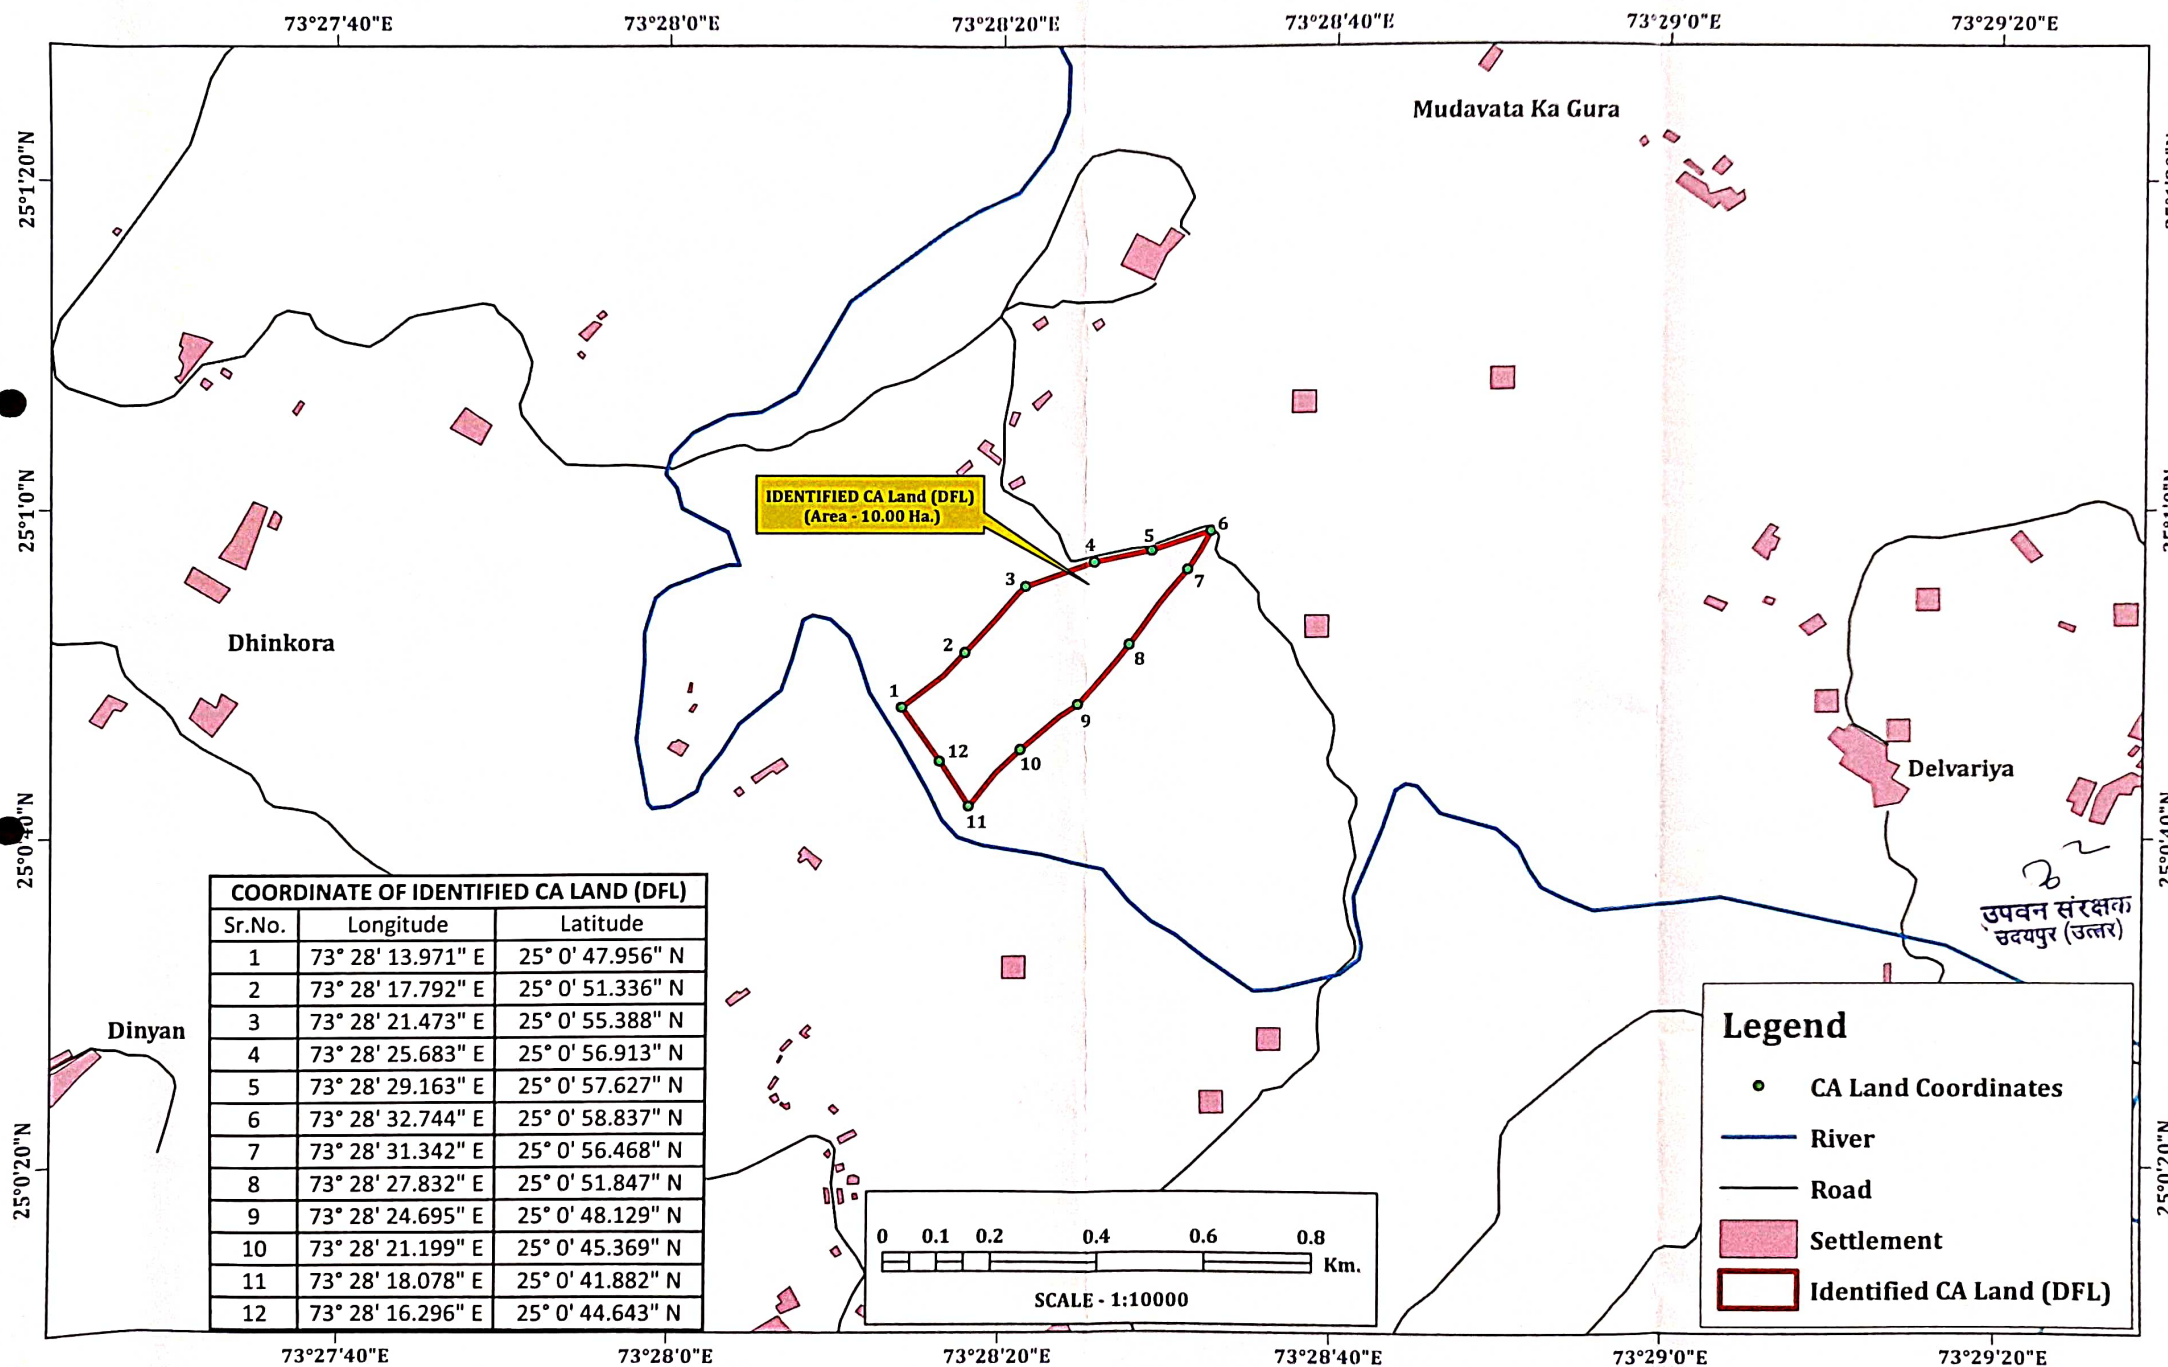 73°27'40"E 73°28'0"E 73°28'20"E 73°28'40"E 73°29'0"E 73°29'20"E
Mudavata Ka Gura
25°1'20"N
25°1'0"N
IDENTIFIED CA Land (DFL)
(Area - 10.00 Ha.)
6
5
4
7
3
Dhinkora
2
8
1
9
12
10
Delvariya
11
25°0'40"N
25°0'40"N
उपवन संरक्षक
उदयपुर (उत्तर)
COORDINATE OF IDENTIFIED CA LAND (DFL)
Sr.No. Longitude Latitude
1 73° 28' 13.971" E 25° 0' 47.956" N
2 73° 28' 17.792" E 25° 0' 51.336" N
3 73° 28' 21.473" E 25° 0' 55.388" N
4 73° 28' 25.683" E 25° 0' 56.913" N
5 73° 28' 29.163" E 25° 0' 57.627" N
6 73° 28' 32.744" E 25° 0' 58.837" N
7 73° 28' 31.342" E 25° 0' 56.468" N
8 73° 28' 27.832" E 25° 0' 51.847" N
9 73° 28' 24.695" E 25° 0' 48.129" N
10 73° 28' 21.199" E 25° 0' 45.369" N
11 73° 28' 18.078" E 25° 0' 41.882" N
12 73° 28' 16.296" E 25° 0' 44.643" N
Dinyan
25°0'20"N
25°0'20"N
0 0.1 0.2 0.4 0.6 0.8
Km.
SCALE - 1:10000
Legend
CA Land Coordinates
River
Road
Settlement
Identified CA Land (DFL)
73°27'40"E 73°28'0"E 73°28'20"E 73°28'40"E 73°29'0"E 73°29'20"E